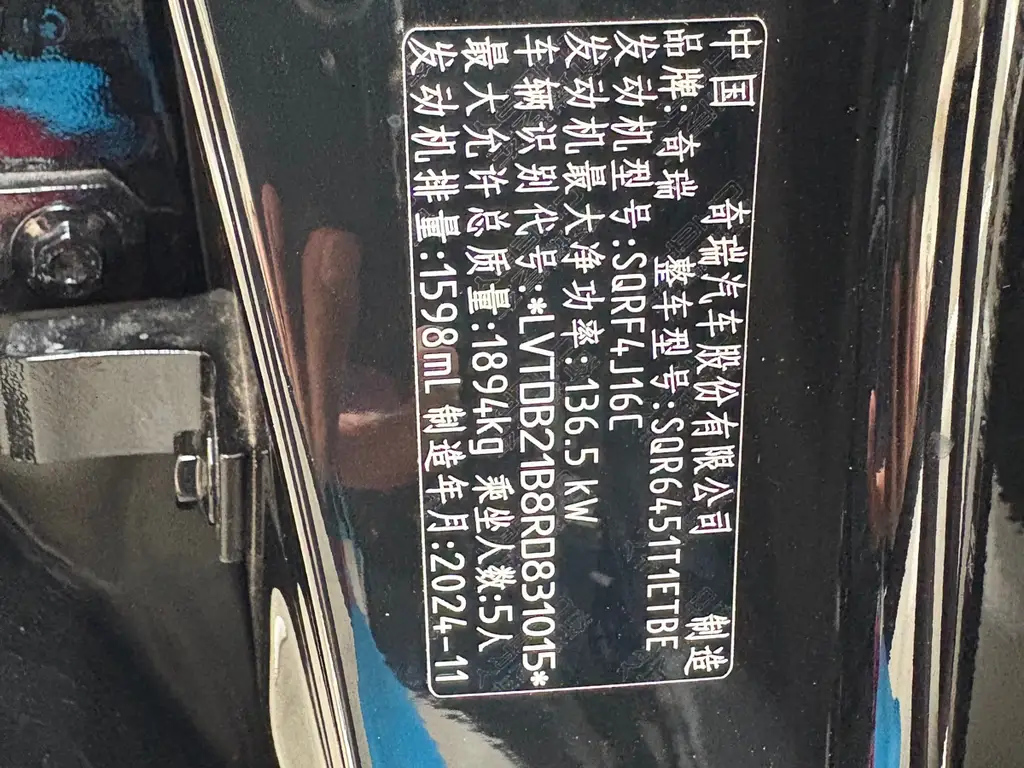 中国 奇瑞汽车股份有限公司 制造
品牌:奇瑞 整车型号:SQR6451T1ETBE
发动机型号:SQRF4J16C
发动机最大净功率:136.5 kW
车辆识别代号:*LVTDB21B8RD831015*
最大允许总质量:1894kg 乘坐人数:5人
发动机排量:1598mL 制造年月:2024-11